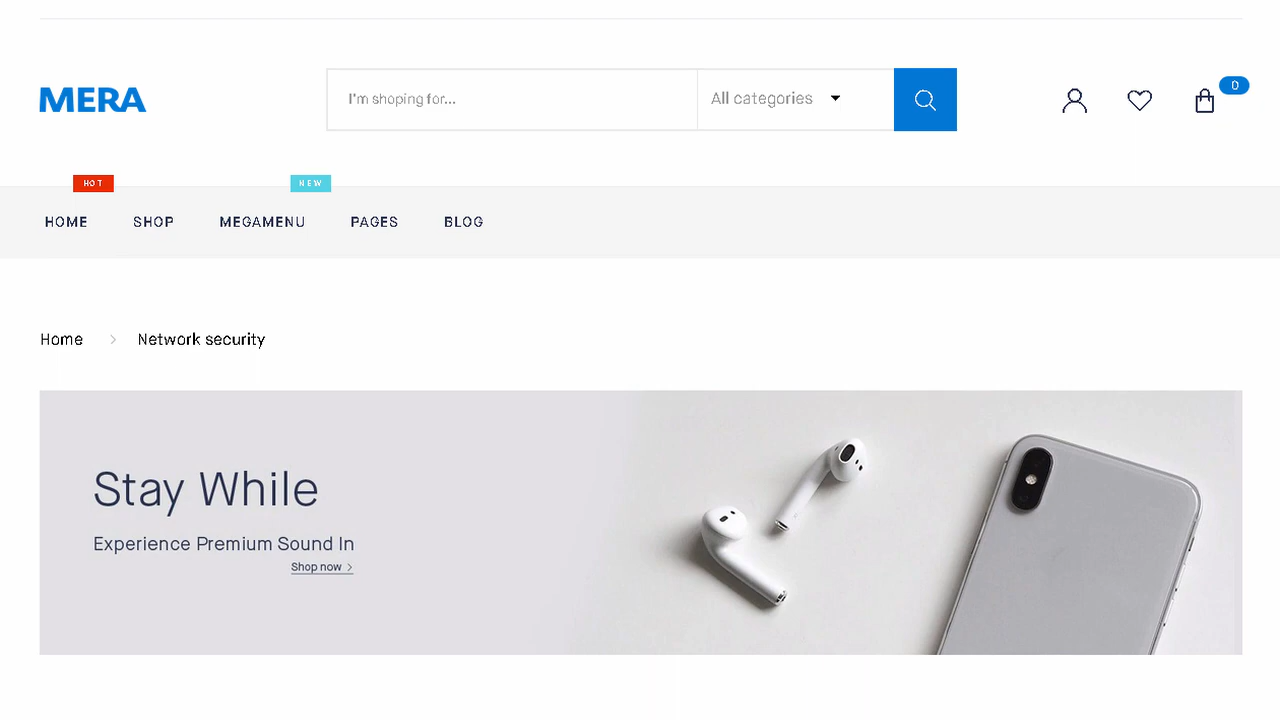 MERA
I'm shoping for...
All categories
0
HOT
NEW
HOME
SHOP
MEGAMENU
PAGES
BLOG
Home
Network security
Stay While
Experience Premium Sound In
Shop now